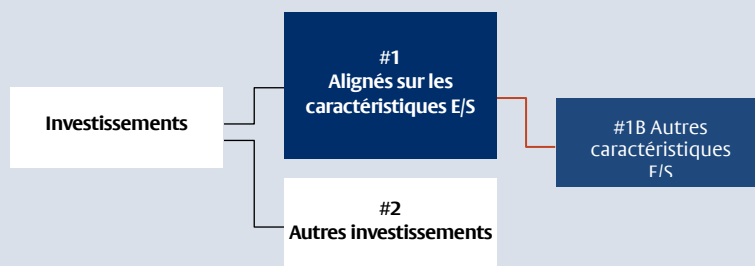 Investissements
#1
Alignés sur les
caractéristiques E/S
#1B Autres
caractéristiques
E/S
#2
Autres investissements